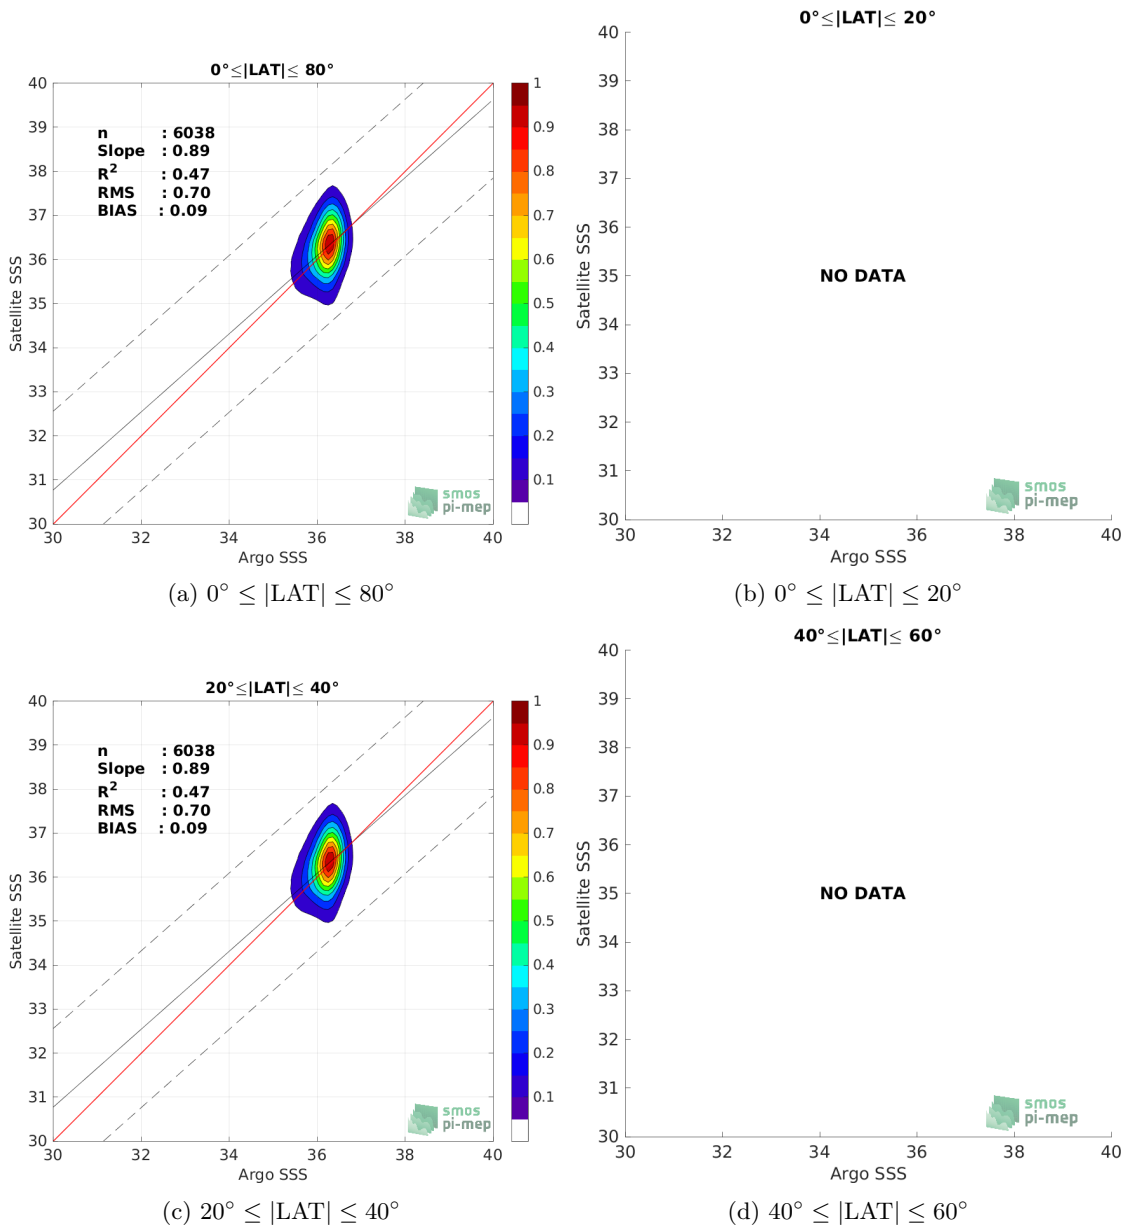 0°≤|LAT|≤ 80°
40
39
38
37
36
35
34
33
32
31
30
Satellite SSS
n : 6038
Slope : 0.89
R² : 0.47
RMS : 0.70
BIAS : 0.09
1
0.9
0.8
0.7
0.6
0.5
0.4
0.3
0.2
0.1
smos
pi-mep
30 32 34 36 38 40
Argo SSS
(a) 0° ≤ |LAT| ≤ 80°
0°≤|LAT|≤ 20°
40
39
38
37
36
35
34
33
32
31
30
Satellite SSS
NO DATA
smos
pi-mep
30 32 34 36 38 40
Argo SSS
(b) 0° ≤ |LAT| ≤ 20°
20°≤|LAT|≤ 40°
40
39
38
37
36
35
34
33
32
31
30
Satellite SSS
n : 6038
Slope : 0.89
R² : 0.47
RMS : 0.70
BIAS : 0.09
1
0.9
0.8
0.7
0.6
0.5
0.4
0.3
0.2
0.1
smos
pi-mep
30 32 34 36 38 40
Argo SSS
(c) 20° ≤ |LAT| ≤ 40°
40°≤|LAT|≤ 60°
40
39
38
37
36
35
34
33
32
31
30
Satellite SSS
NO DATA
smos
pi-mep
30 32 34 36 38 40
Argo SSS
(d) 40° ≤ |LAT| ≤ 60°